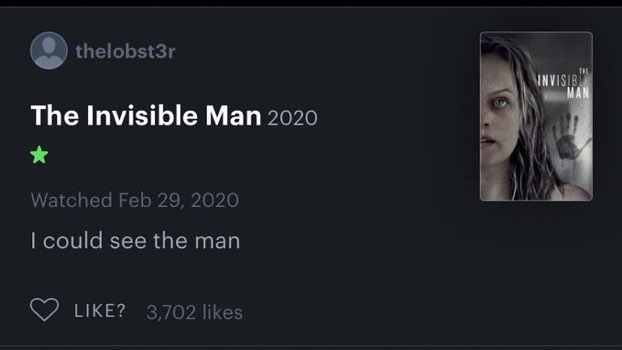 thelobst3r
The Invisible Man 2020
Watched Feb 29, 2020
I could see the man
LIKE? 3,702 likes
THE
INVISIBLE
MAN